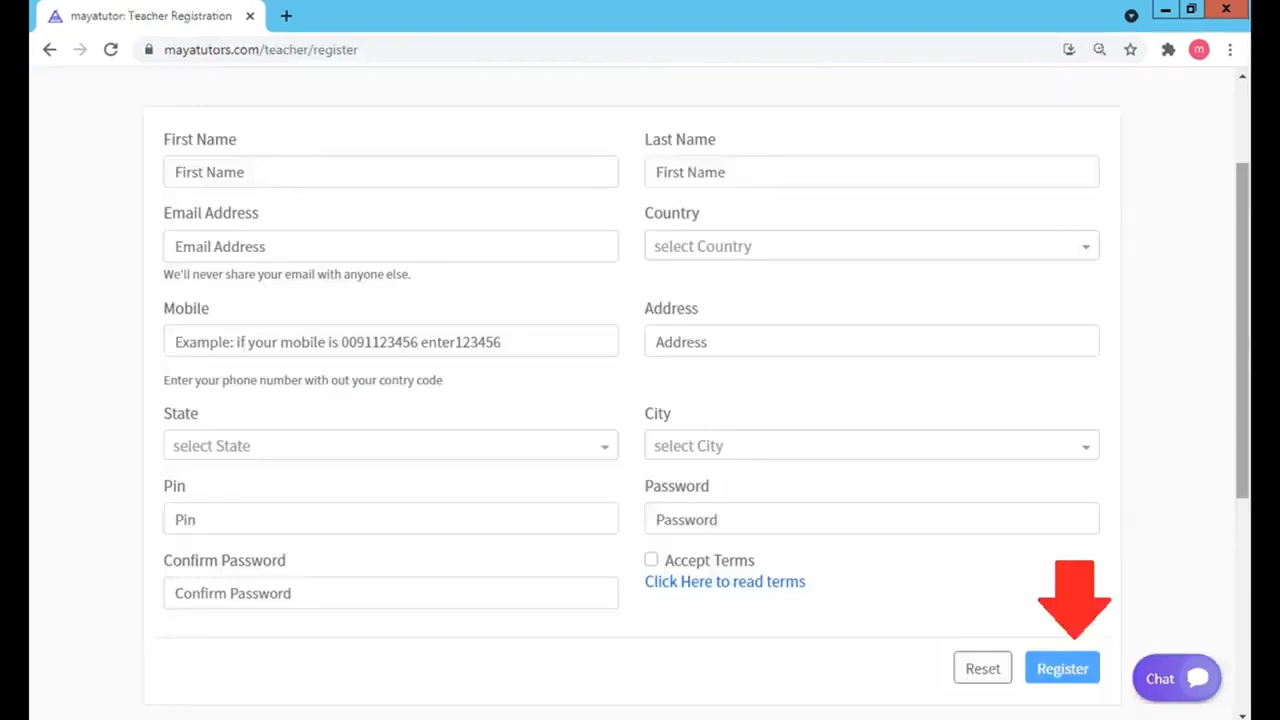 mayatutor: Teacher Registration
mayatutors.com/teacher/register
m
First Name
Last Name
First Name
First Name
Email Address
Country
Email Address
select Country
We'll never share your email with anyone else.
Mobile
Address
Example: if your mobile is 0091123456 enter123456
Address
Enter your phone number with out your contry code
State
City
select State
select City
Pin
Password
Pin
Password
Confirm Password
Accept Terms
Click Here to read terms
Confirm Password
Reset
Register
Chat